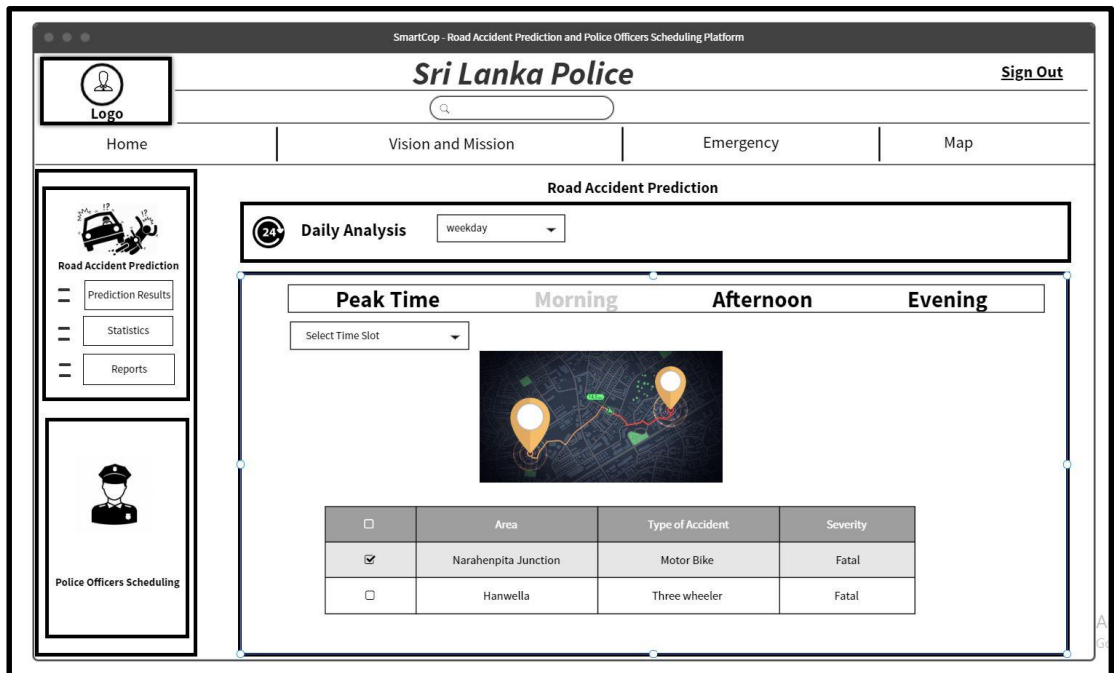 SmartCop - Road Accident Prediction and Police Officers Scheduling Platform
Sri Lanka Police
Sign Out
Logo
Home Vision and Mission Emergency Map
Road Accident Prediction
24 Daily Analysis weekday
!? !?
Road Accident Prediction
Prediction Results
Statistics
Reports
Peak Time Morning Afternoon Evening
Select Time Slot
Area Type of Accident Severity
Narahenpita Junction Motor Bike Fatal
Hanwella Three wheeler Fatal
Police Officers Scheduling